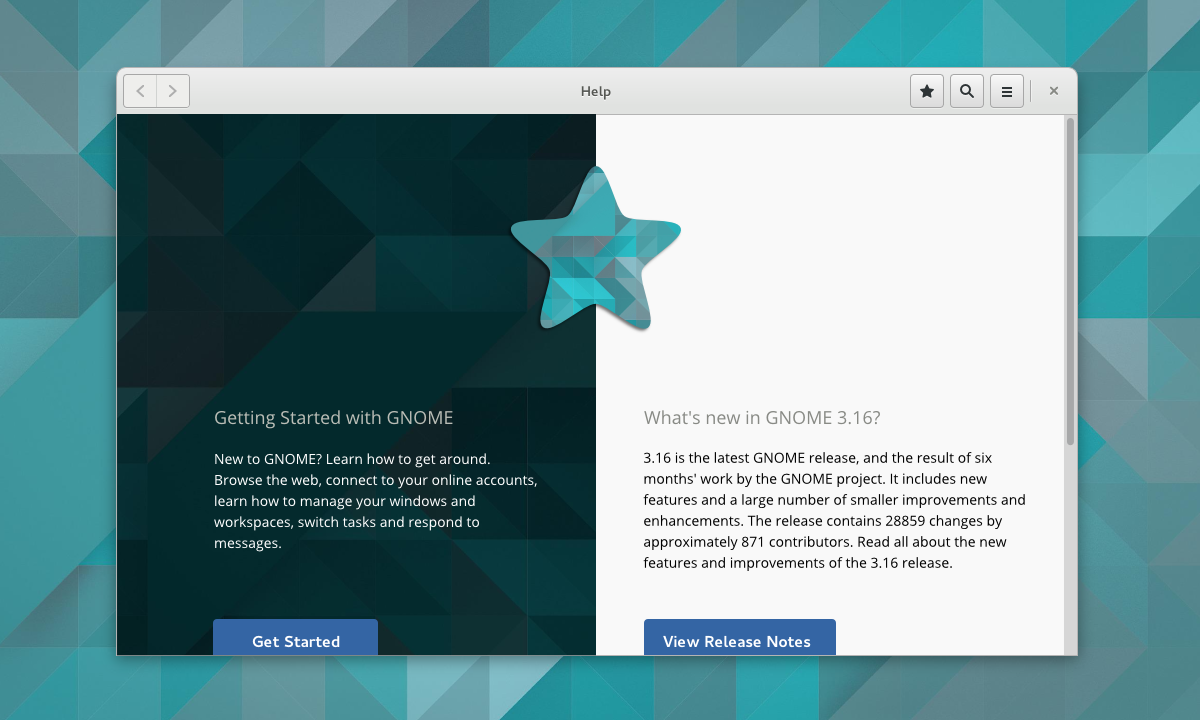 Help
Getting Started with GNOME
New to GNOME? Learn how to get around.
Browse the web, connect to your online accounts,
learn how to manage your windows and
workspaces, switch tasks and respond to
messages.
Get Started
What's new in GNOME 3.16?
3.16 is the latest GNOME release, and the result of six
months' work by the GNOME project. It includes new
features and a large number of smaller improvements and
enhancements. The release contains 28859 changes by
approximately 871 contributors. Read all about the new
features and improvements of the 3.16 release.
View Release Notes